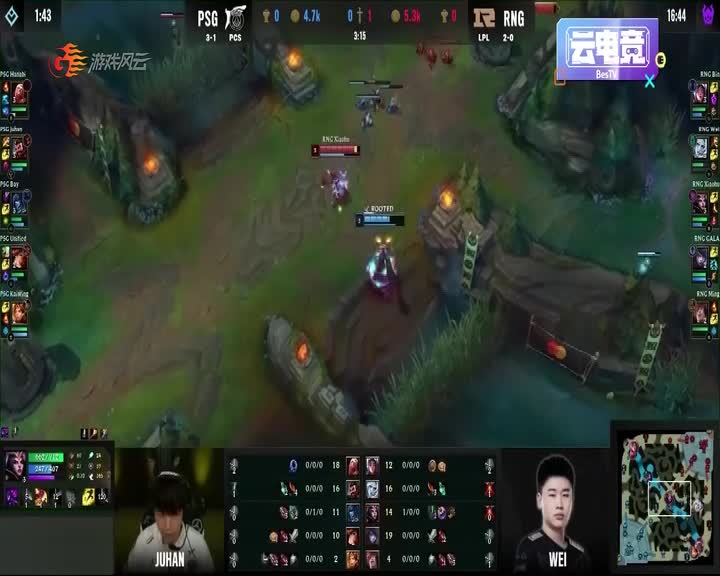 1:43
PSG
3-1
PCS
0
4.7k
0
1
5.3k
0
3:15
RNG
LPL
2-0
16:44
游戏风云
云电竞
BesTV
PSG Hanabi
PSG Juhan
PSG Bay
PSG Unified
PSG KaiWing
RNG Bin
RNG Wei
RNG Xiaohu
RNG GALA
RNG Ming
RNG Xiaohu
ROOTED
0/0/0 18 12 0/0/0
0/0/0 16 16 0/0/0
0/1/0 11 14 1/0/0
0/0/0 10 19 0/0/0
0/0/0 2 4 0/0/0
JUHAN
WEI